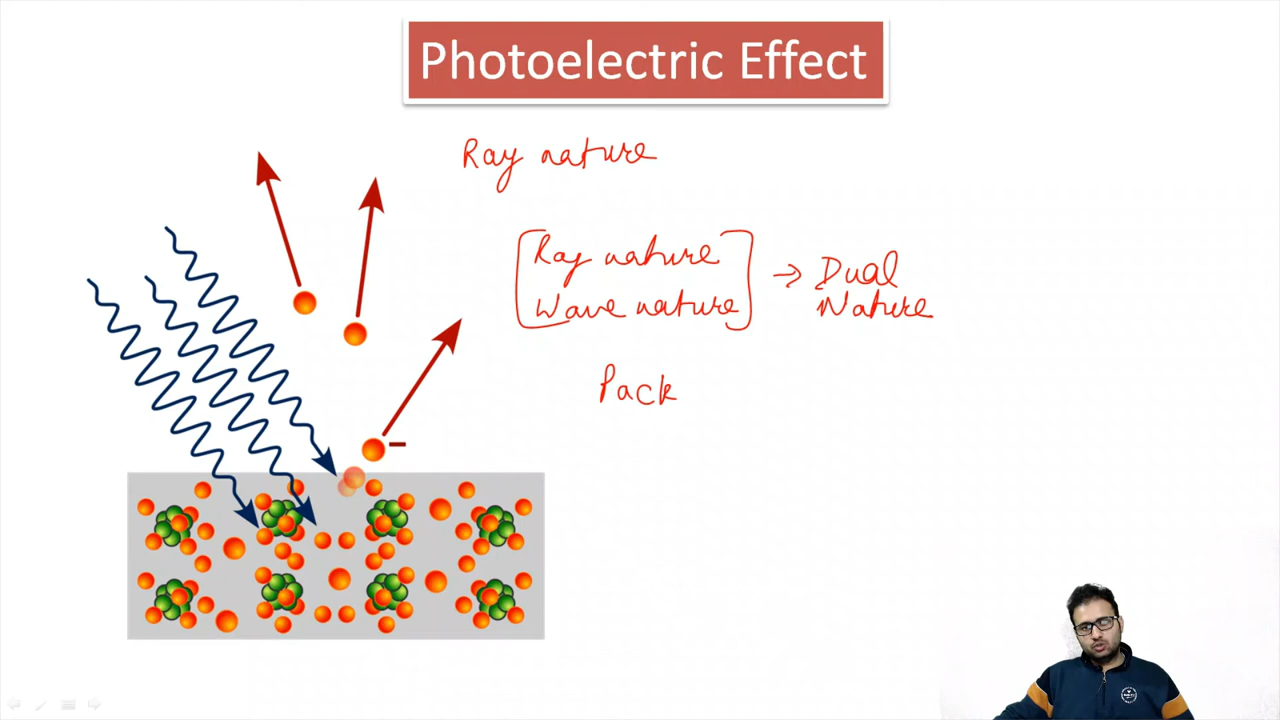 Photoelectric Effect
Ray nature
Ray nature
Wave nature
→ Dual
Nature
Pack